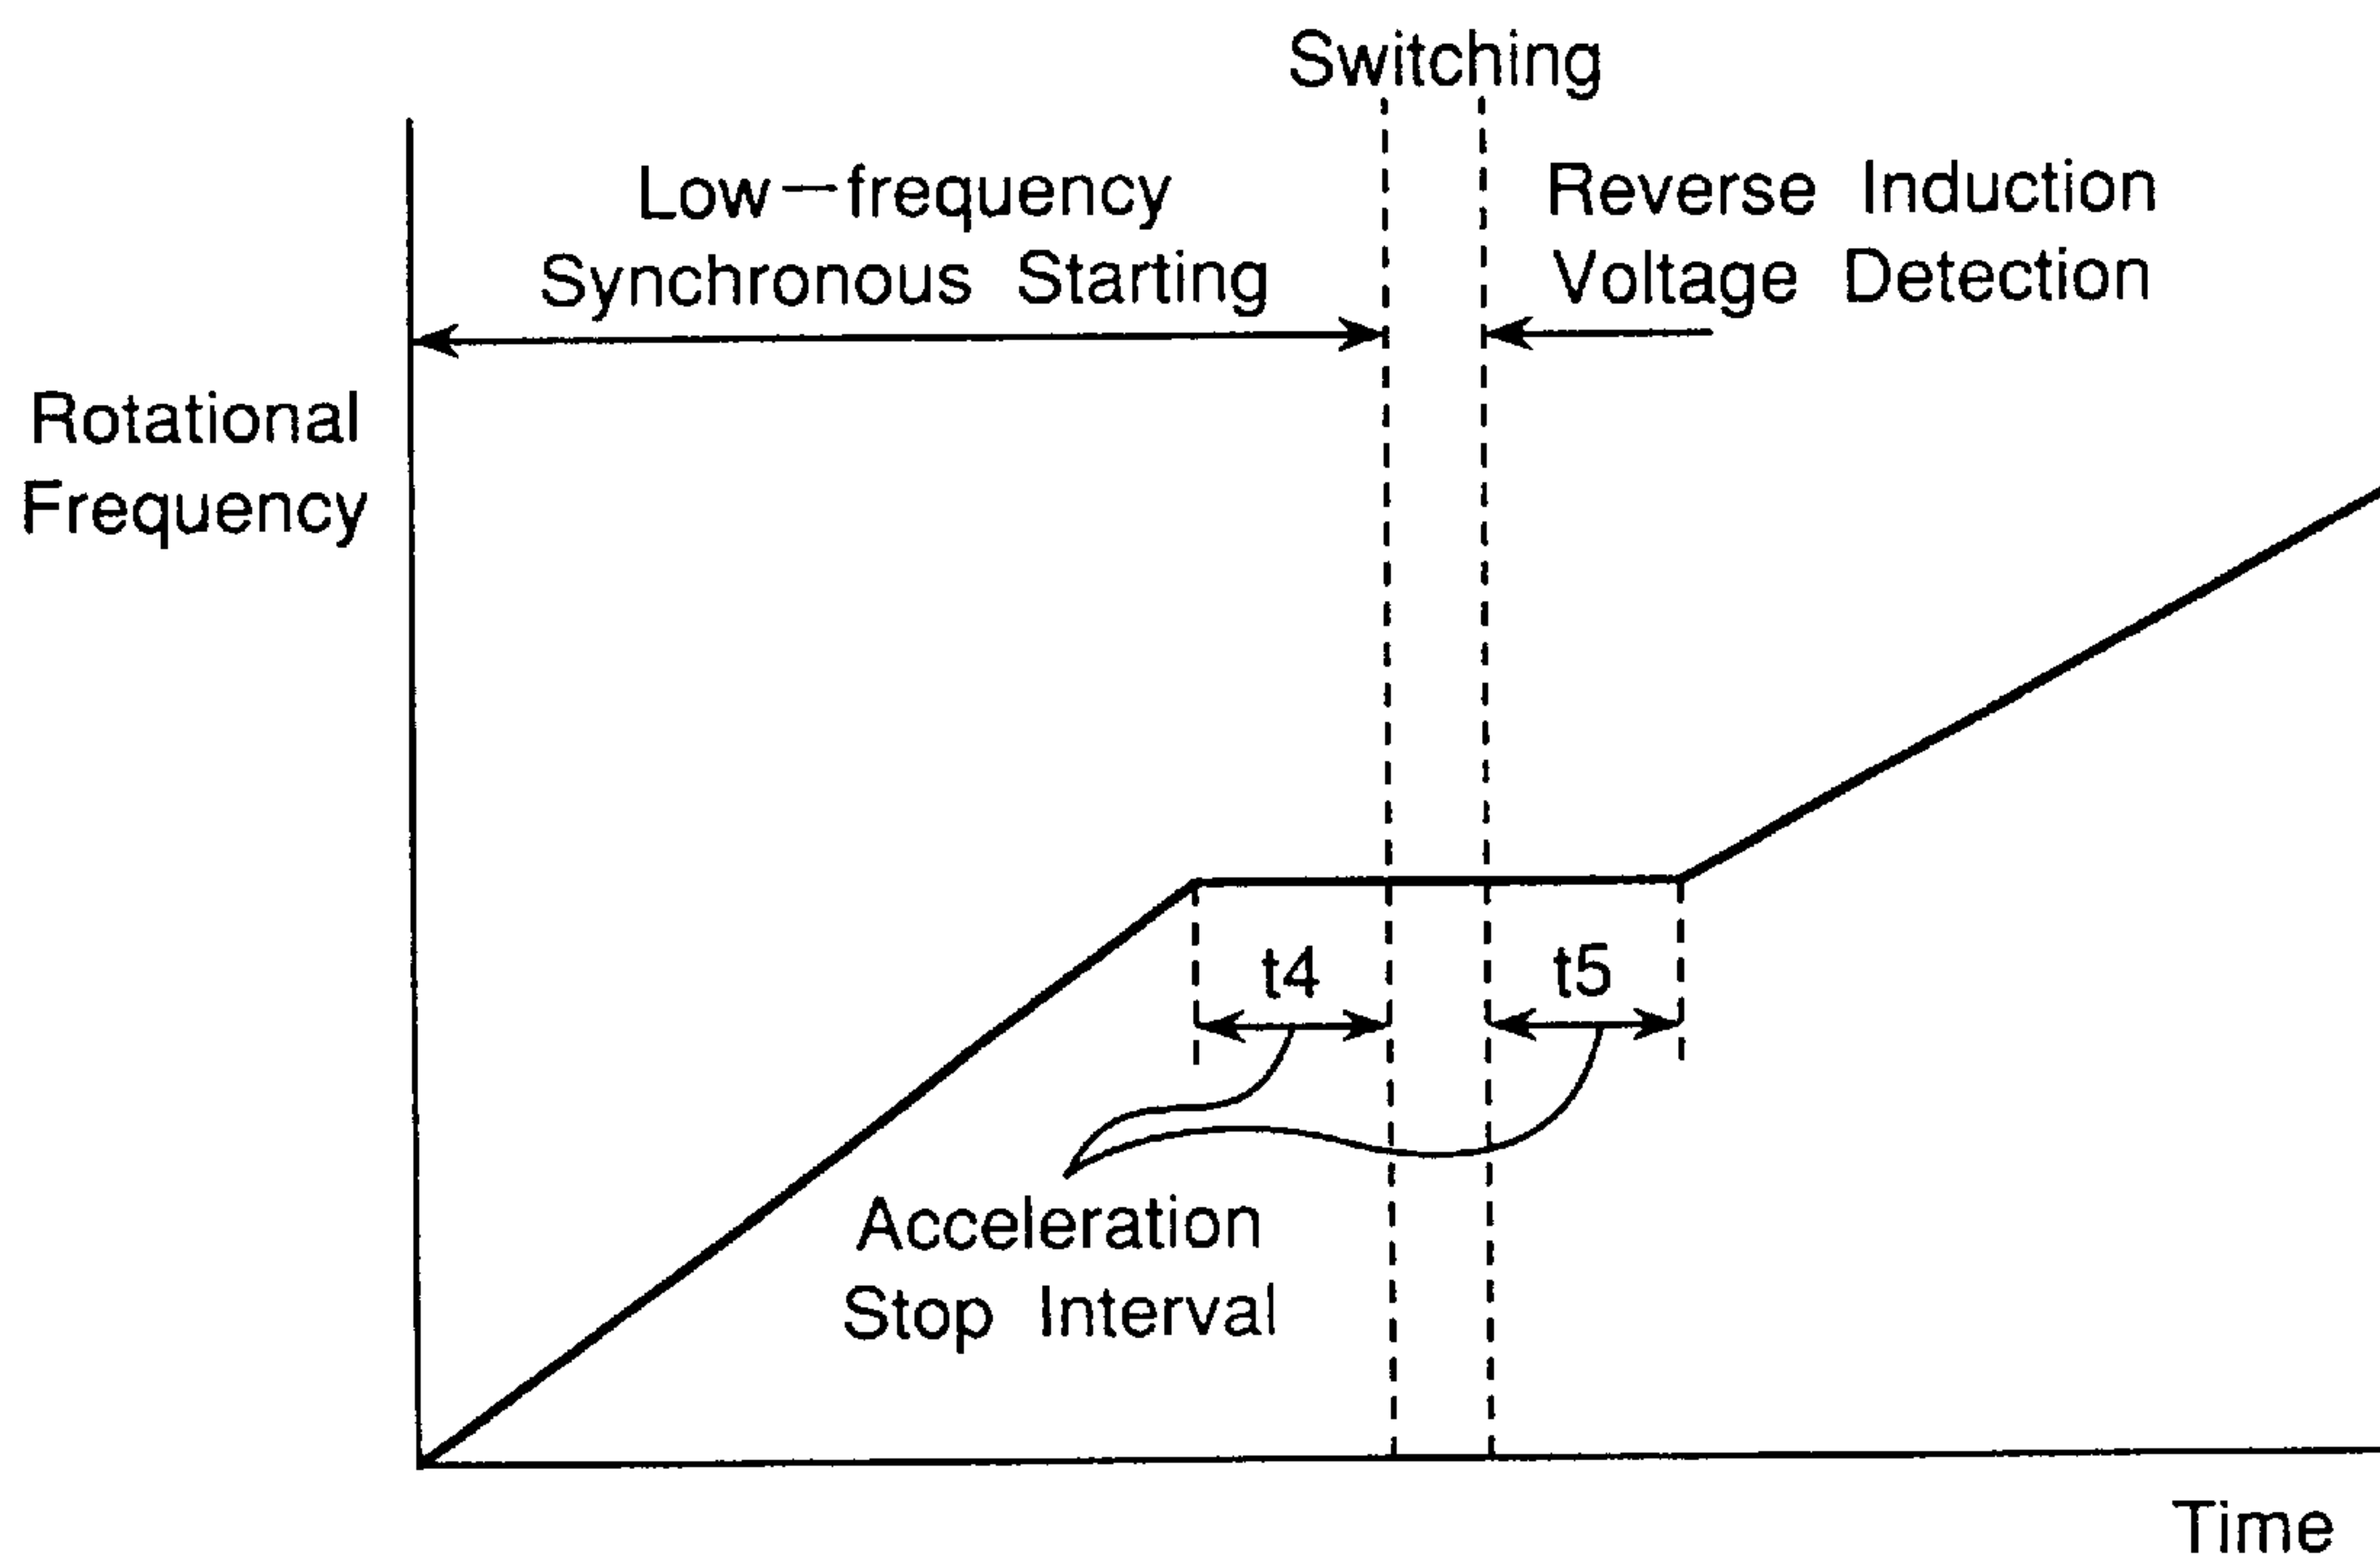 Switching
Low—frequency
Synchronous Starting
Reverse Induction
Voltage Detection
Rotational
Frequency
t4
t5
Acceleration
Stop Interval
Time